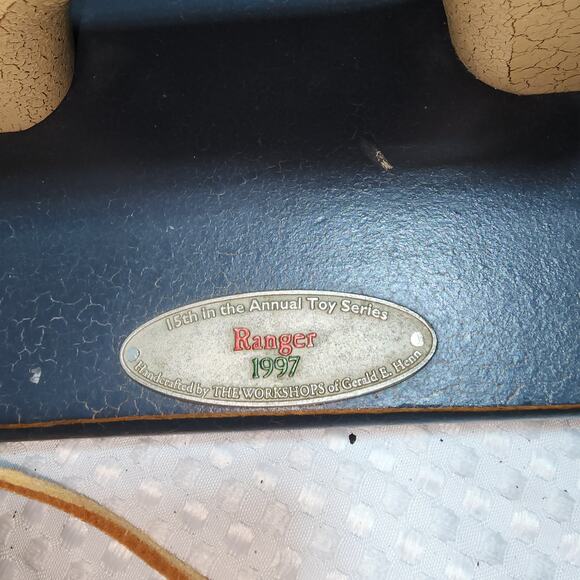 15th in the Annual Toy Series
Ranger
1997
Handcrafted by THE WORKSHOPS of Gerald E. Henn